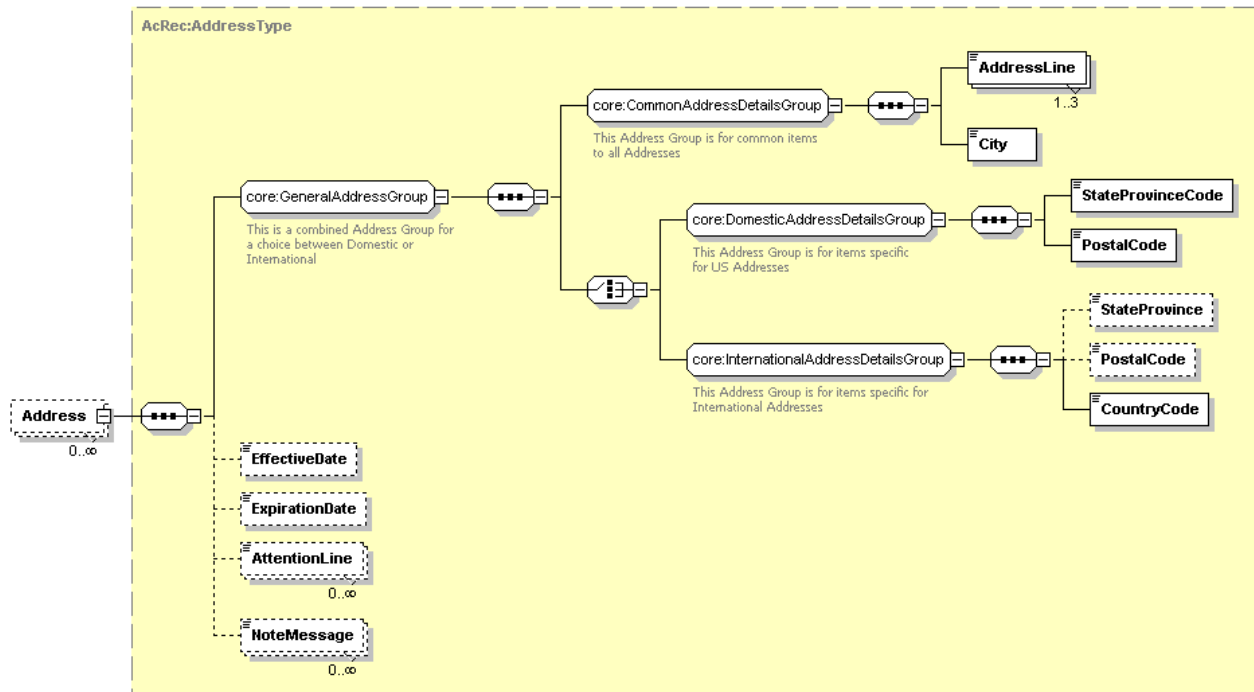 AcRec:AddressType
AddressLine
core:CommonAddressDetailsGroup
1..3
This Address Group is for common items
to all Addresses
City
core:GeneralAddressGroup
StateProvinceCode
core:DomesticAddressDetailsGroup
This is a combined Address Group for
a choice between Domestic or
International
This Address Group is for items specific
for US Addresses
PostalCode
StateProvince
core:InternationalAddressDetailsGroup
PostalCode
This Address Group is for items specific for
International Addresses
CountryCode
Address
0..∞
EffectiveDate
ExpirationDate
AttentionLine
0..∞
NoteMessage
0..∞